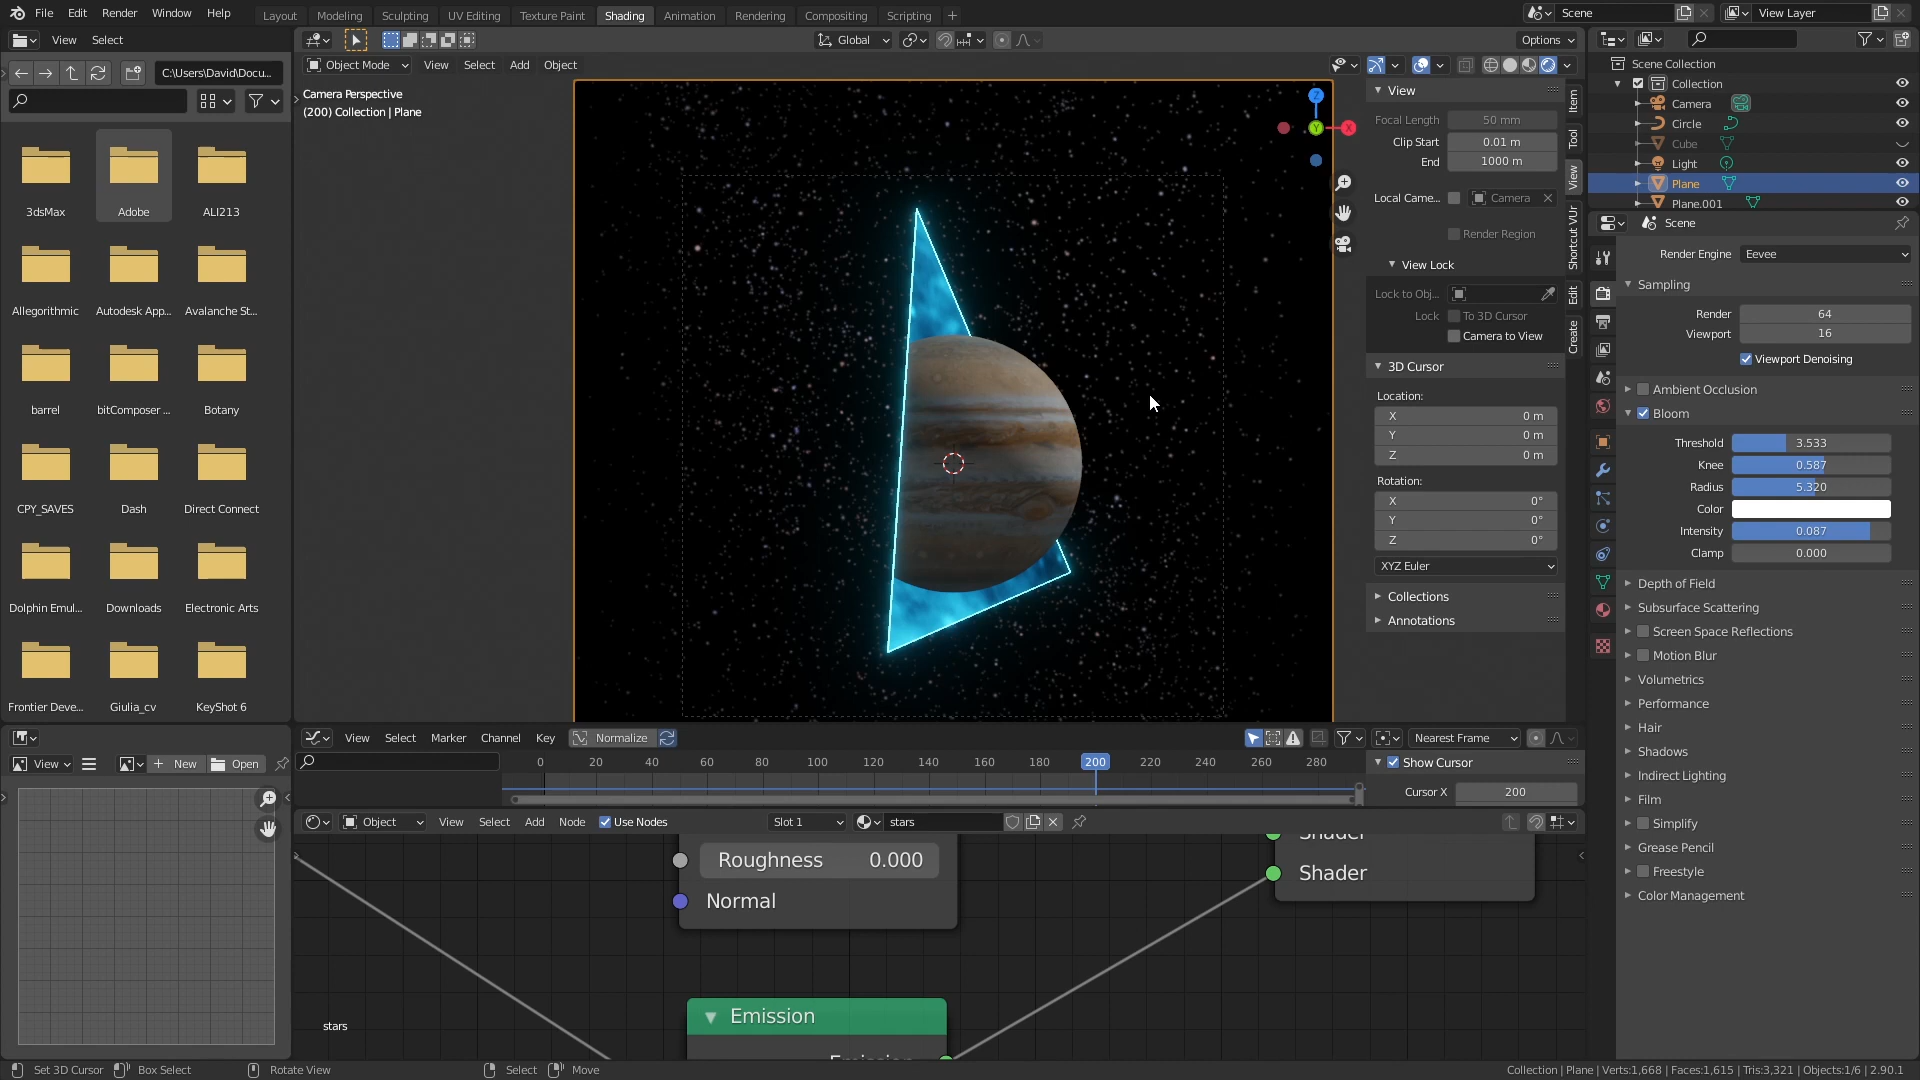 File Edit Render Window Help Layout Modeling Sculpting UV Editing Texture Paint Shading Animation Rendering Compositing Scripting + Scene View Layer
View Select Global Options
C:\Users\David\Docu...
Object Mode View Select Add Object
Camera Perspective
(200) Collection | Plane
3dsMax Adobe ALI213
Allegorithmic Autodesk App... Avalanche St...
barrel bitComposer ... Botany
CPY_SAVES Dash Direct Connect
Dolphin Emul... Downloads Electronic Arts
Frontier Deve... Giulia_cv KeyShot 6
Z
Y
X
View
Focal Length 50 mm
Clip Start 0.01 m
End 1000 m
Local Came... Camera
Render Region
View Lock
Lock to Obj...
Lock To 3D Cursor
Camera to View
3D Cursor
Location:
X 0 m
Y 0 m
Z 0 m
Rotation:
X 0°
Y 0°
Z 0°
XYZ Euler
Collections
Annotations
Item
Tool
View
Shortcut VUr
Edit
Create
Scene Collection
Collection
Camera
Circle
Cube
Light
Plane
Plane.001
Scene
Render Engine Eevee
Sampling
Render 64
Viewport 16
Viewport Denoising
Ambient Occlusion
Bloom
Threshold 3.533
Knee 0.587
Radius 5.320
Color
Intensity 0.087
Clamp 0.000
Depth of Field
Subsurface Scattering
Screen Space Reflections
Motion Blur
Volumetrics
Performance
Hair
Shadows
Indirect Lighting
Film
Simplify
Grease Pencil
Freestyle
Color Management
View Select Marker Channel Key Normalize Nearest Frame
0 20 40 60 80 100 120 140 160 180 200 220 240 260 280
Show Cursor
Cursor X 200
View New Open
Object View Select Add Node Use Nodes Slot 1 stars
Roughness 0.000
Normal
Shader
Shader
Emission
Emission
stars
Set 3D Cursor Box Select Rotate View Select Move Collection | Plane | Verts:1,668 | Faces:1,615 | Tris:3,321 | Objects:1/6 | 2.90.1